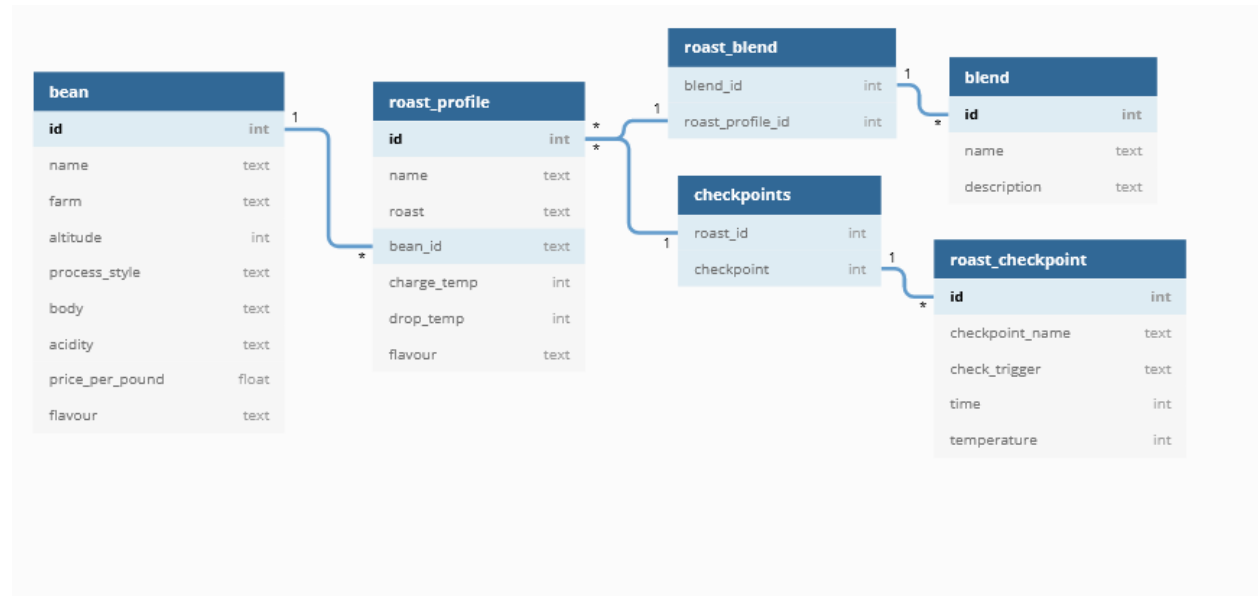 bean
id int
name text
farm text
altitude int
process_style text
body text
acidity text
price_per_pound float
flavour text
1
*
roast_profile
id int
name text
roast text
bean_id text
charge_temp int
drop_temp int
flavour text
*
*
1
1
roast_blend
blend_id int
roast_profile_id int
1
*
checkpoints
roast_id int
checkpoint int
1
*
blend
id int
name text
description text
roast_checkpoint
id int
checkpoint_name text
check_trigger text
time int
temperature int